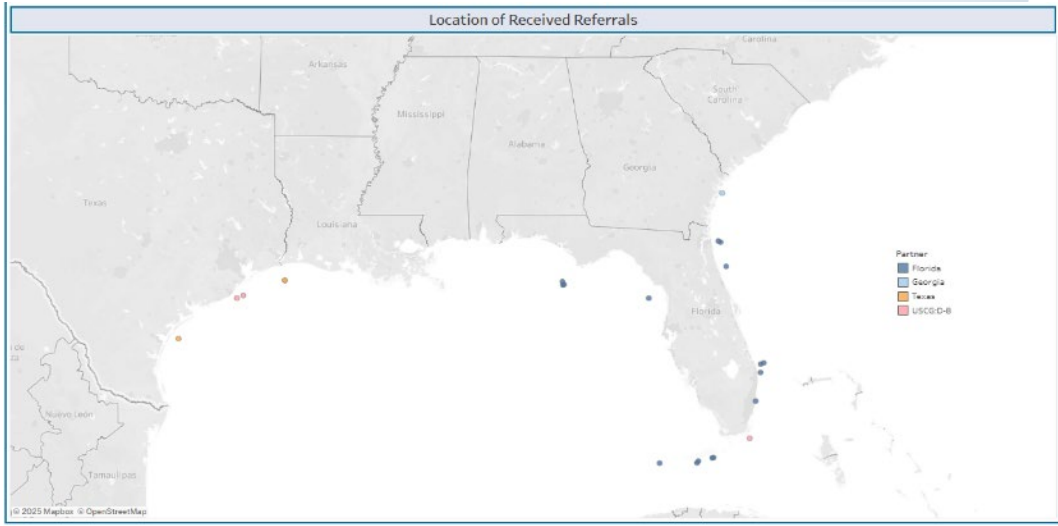 Location of Received Referrals
Carolina
Arkansas
South
Carolina
Mississippi
Alabama
Georgia
Texas
Louisiana
Partner
Florida
Georgia
Texas
USCG:D-8
Florida
Nuevo León
Tamaulipas
© 2025 Mapbox © OpenStreetMap